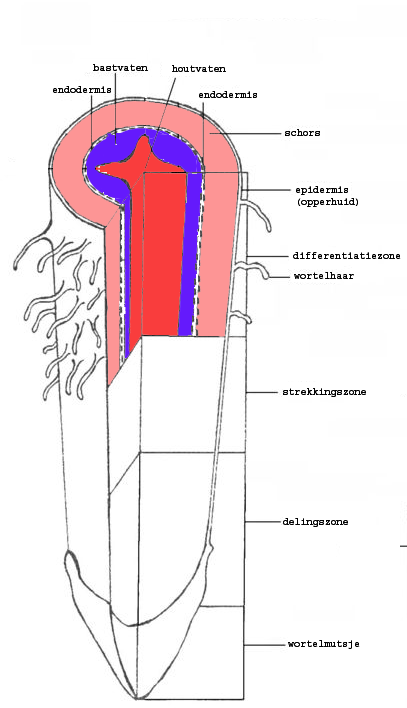 bastvaten
houtvaten
endodermis
endodermis
schors
epidermis
(opperhuid)
differentiatiezone
wortelhaar
strekkingszone
delingszone
wortelmutsje